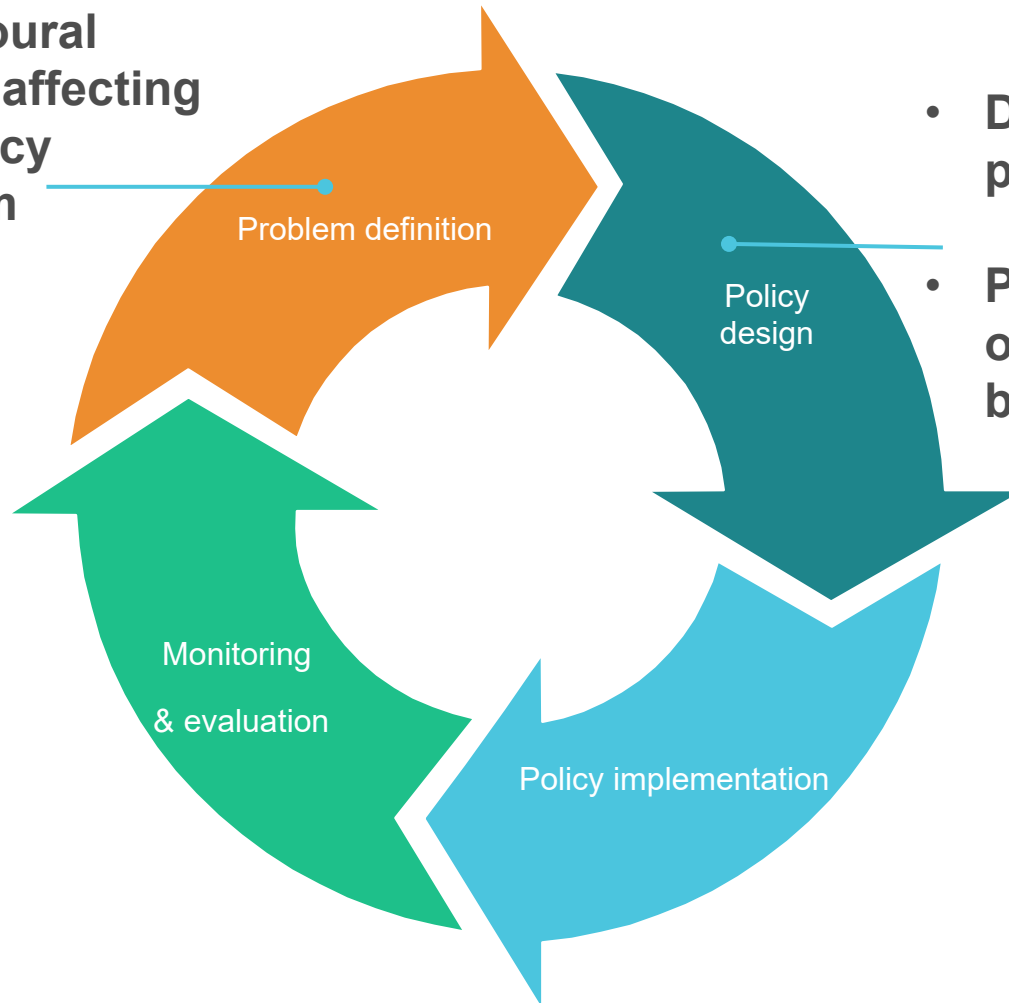 oural
affecting
cy
m
Problem definition
• D
p
• P
o
b
Policy
design
Monitoring
& evaluation
Policy implementation